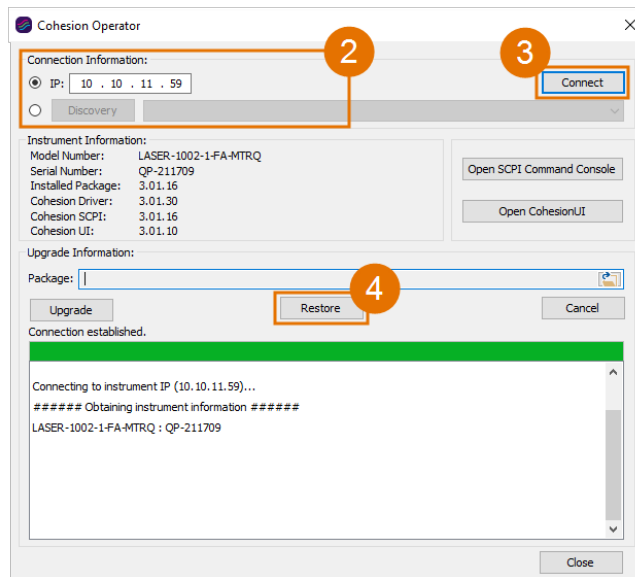 Cohesion Operator
Connection Information:
2
3
IP: 10 . 10 . 11 . 59
Connect
Discovery
Instrument Information:
Model Number: LASER-1002-1-FA-MTRQ
Serial Number: QP-211709
Installed Package: 3.01.16
Cohesion Driver: 3.01.30
Cohesion SCPI: 3.01.16
Cohesion UI: 3.01.10
Open SCPI Command Console
Open CohesionUI
Upgrade Information:
Package:
4
Upgrade
Restore
Cancel
Connection established.
Connecting to instrument IP (10.10.11.59)...
###### Obtaining instrument information ######
LASER-1002-1-FA-MTRQ : QP-211709
Close